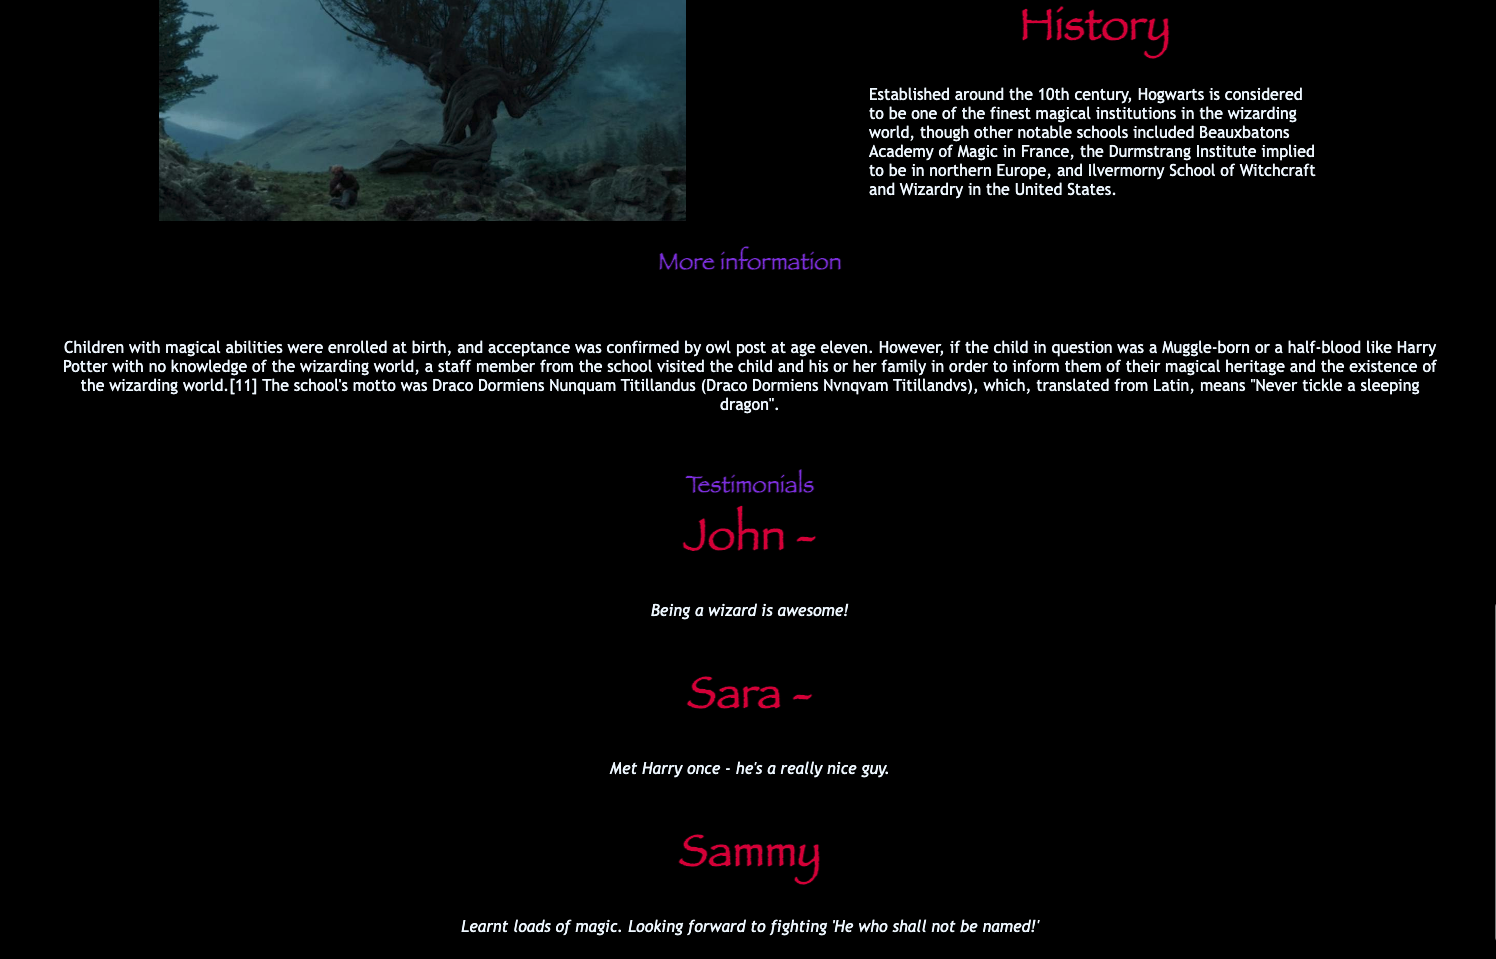 History
Established around the 10th century, Hogwarts is considered
to be one of the finest magical institutions in the wizarding
world, though other notable schools included Beauxbatons
Academy of Magic in France, the Durmstrang Institute implied
to be in northern Europe, and Ilvermorny School of Witchcraft
and Wizardry in the United States.
More information
Children with magical abilities were enrolled at birth, and acceptance was confirmed by owl post at age eleven. However, if the child in question was a Muggle-born or a half-blood like Harry
Potter with no knowledge of the wizarding world, a staff member from the school visited the child and his or her family in order to inform them of their magical heritage and the existence of
the wizarding world.[11] The school's motto was Draco Dormiens Nunquam Titillandus (Draco Dormiens Nvnqvam Titillandvs), which, translated from Latin, means "Never tickle a sleeping
dragon".
Testimonials
John -
Being a wizard is awesome!
Sara -
Met Harry once - he's a really nice guy.
Sammy
Learnt loads of magic. Looking forward to fighting 'He who shall not be named!'